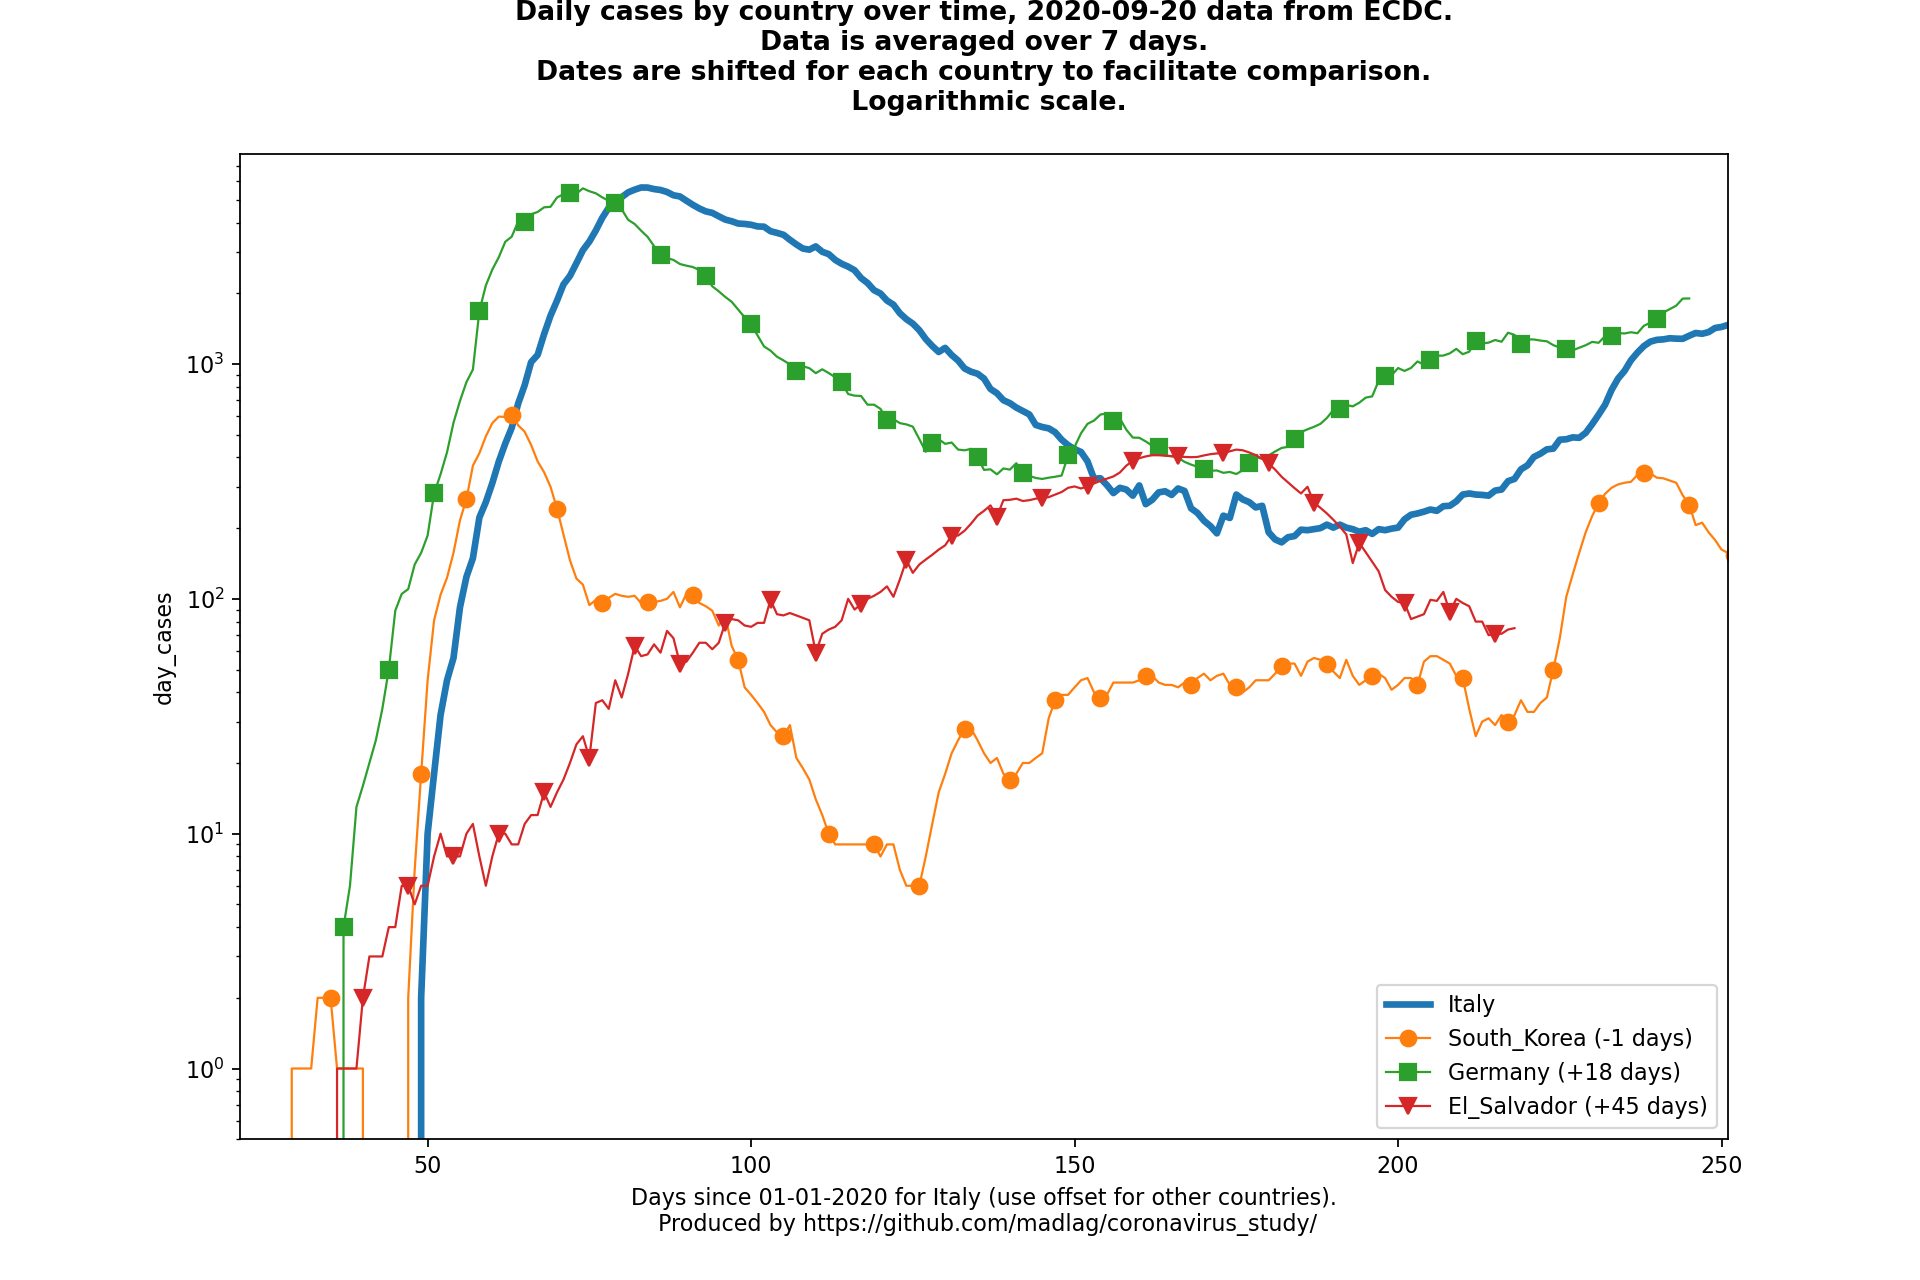 Daily cases by country over time, 2020-09-20 data from ECDC.
Data is averaged over 7 days.
Dates are shifted for each country to facilitate comparison.
Logarithmic scale.
10³
10²
10¹
10⁰
day_cases
50
100
150
200
250
Italy
South_Korea (-1 days)
Germany (+18 days)
El_Salvador (+45 days)
Days since 01-01-2020 for Italy (use offset for other countries).
Produced by https://github.com/madlag/coronavirus_study/